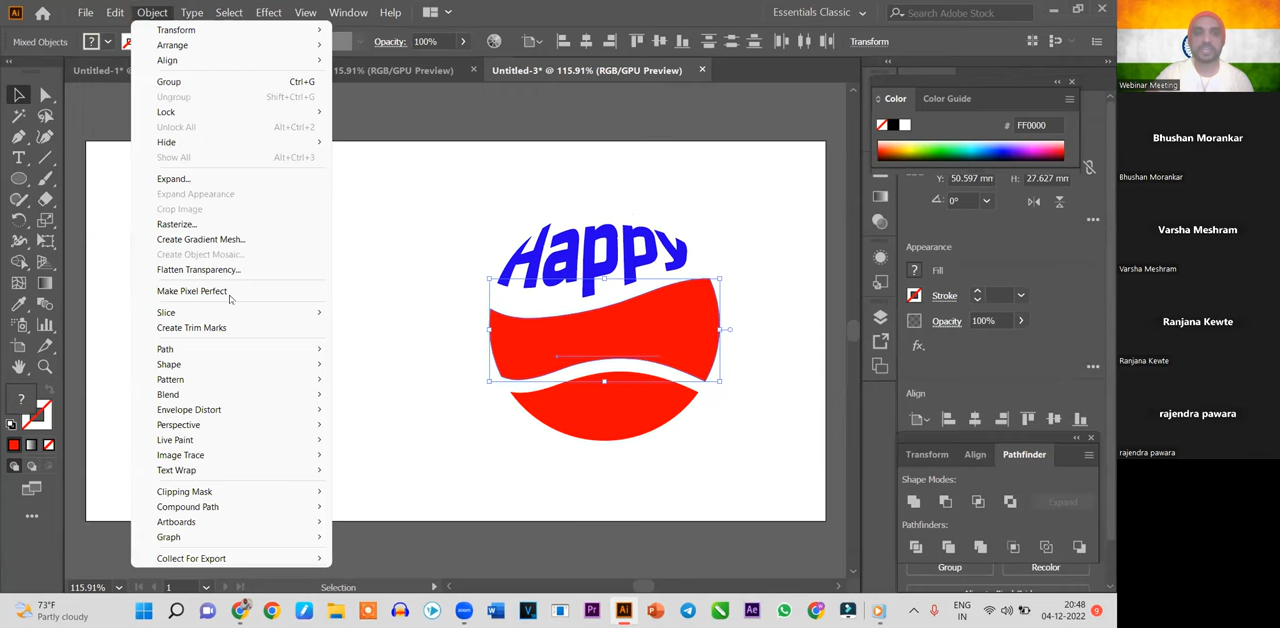 Ai File Edit Object Type Select Effect View Window Help Essentials Classic Search Adobe Stock
Mixed Objects ? Opacity: 100% Transform
Untitled-1* @ 115.91% (RGB/GPU Preview) × Untitled-3* @ 115.91% (RGB/GPU Preview) ×
Transform
Arrange
Align
Group Ctrl+G
Ungroup Shift+Ctrl+G
Lock
Unlock All Alt+Ctrl+2
Hide
Show All Alt+Ctrl+3
Expand...
Expand Appearance
Crop Image
Rasterize...
Create Gradient Mesh...
Create Object Mosaic...
Flatten Transparency...
Make Pixel Perfect
Slice
Create Trim Marks
Path
Shape
Pattern
Blend
Envelope Distort
Perspective
Live Paint
Image Trace
Text Wrap
Clipping Mask
Compound Path
Artboards
Graph
Collect For Export
Happy
Color Color Guide
# FF0000
Y: 50.597 mm H: 27.627 mm
0°
Appearance
? Fill
Stroke
Opacity 100%
fx
Align
Transform Align Pathfinder
Shape Modes:
Expand
Pathfinders:
Group Recolor
?
115.91% 1 Selection
Webinar Meeting
Bhushan Morankar
Bhushan Morankar
Varsha Meshram
Varsha Meshram
Ranjana Kewte
Ranjana Kewte
rajendra pawara
rajendra pawara
73°F
Partly cloudy
W V Pr Ai P Ae
ENG
IN
20:48
04-12-2022
9